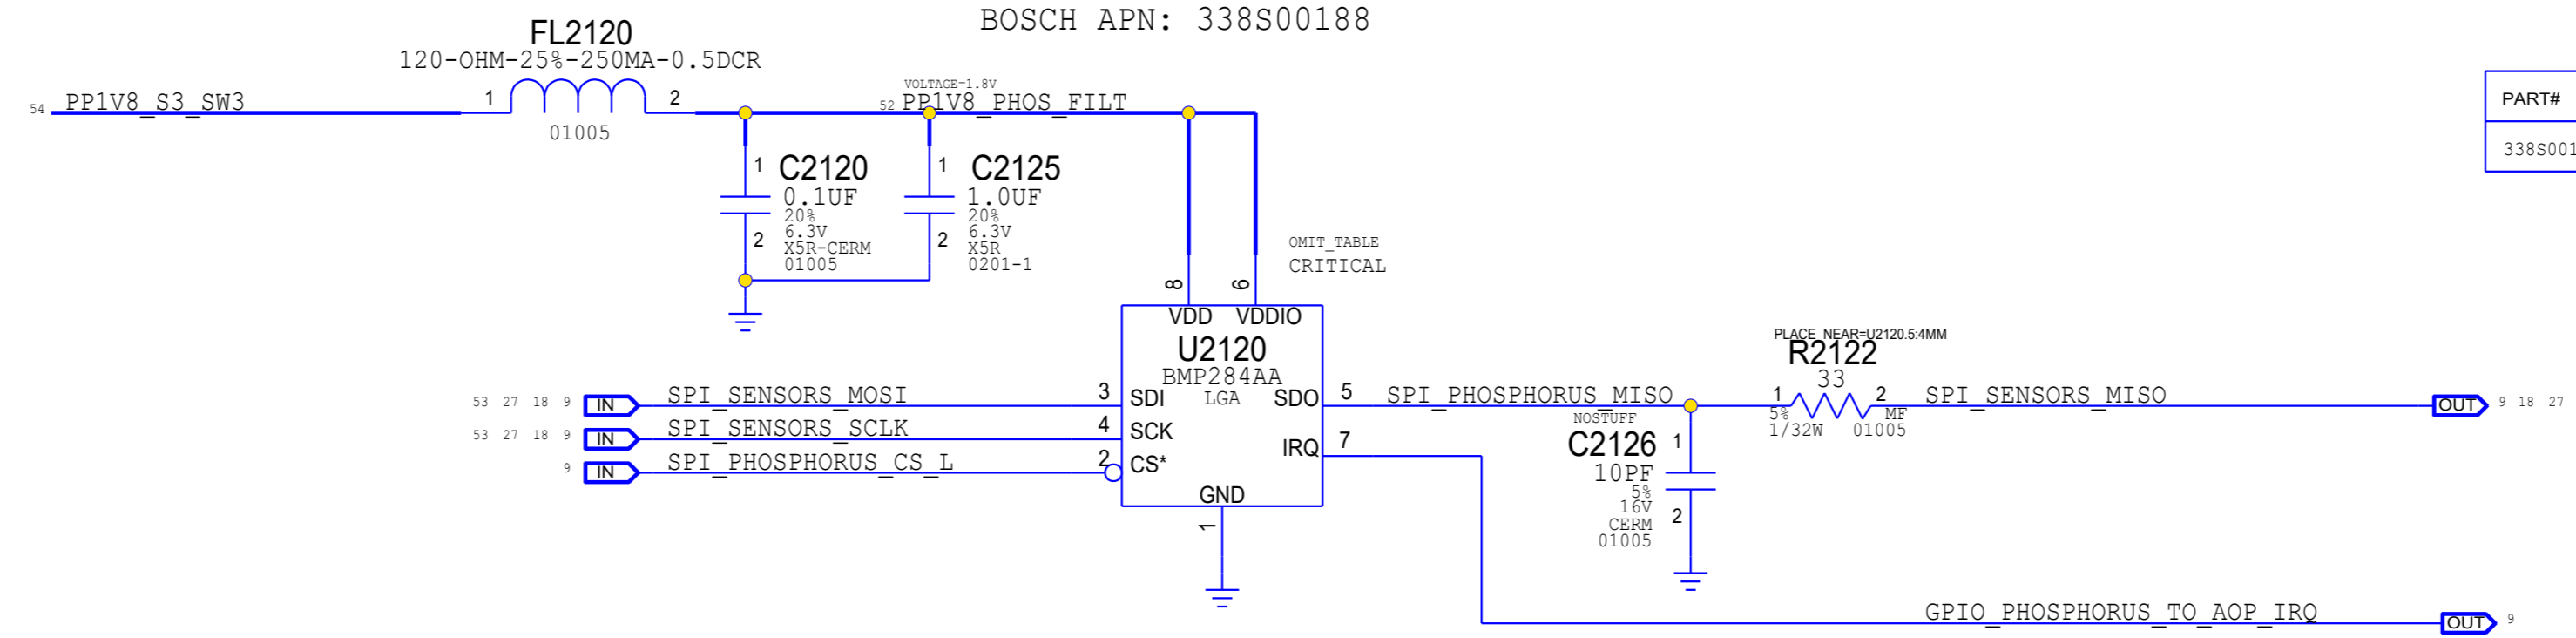 BOSCH APN: 338S00188
FL2120
120-OHM-25%-250MA-0.5DCR
54 PP1V8_S3_SW3
1
2
01005
VOLTAGE=1.8V
52 PP1V8_PHOS_FILT
PART#
338S001
1
C2120
0.1UF
20%
6.3V
X5R-CERM
01005
2
1
C2125
1.0UF
20%
6.3V
X5R
0201-1
2
OMIT_TABLE
CRITICAL
8
6
VDD VDDIO
U2120
BMP284AA
LGA
53 27 18 9 IN SPI_SENSORS_MOSI 3 SDI
53 27 18 9 IN SPI_SENSORS_SCLK 4 SCK
9 IN SPI_PHOSPHORUS_CS_L 2 CS*
GND
1
SDO 5 SPI_PHOSPHORUS_MISO
IRQ 7
NOSTUFF
C2126
10PF
5%
16V
CERM
01005
1
2
PLACE_NEAR=U2120.5:4MM
R2122
33
1
2
5%
1/32W
MF
01005
SPI_SENSORS_MISO OUT 9 18 27
GPIO_PHOSPHORUS_TO_AOP_IRQ OUT 9